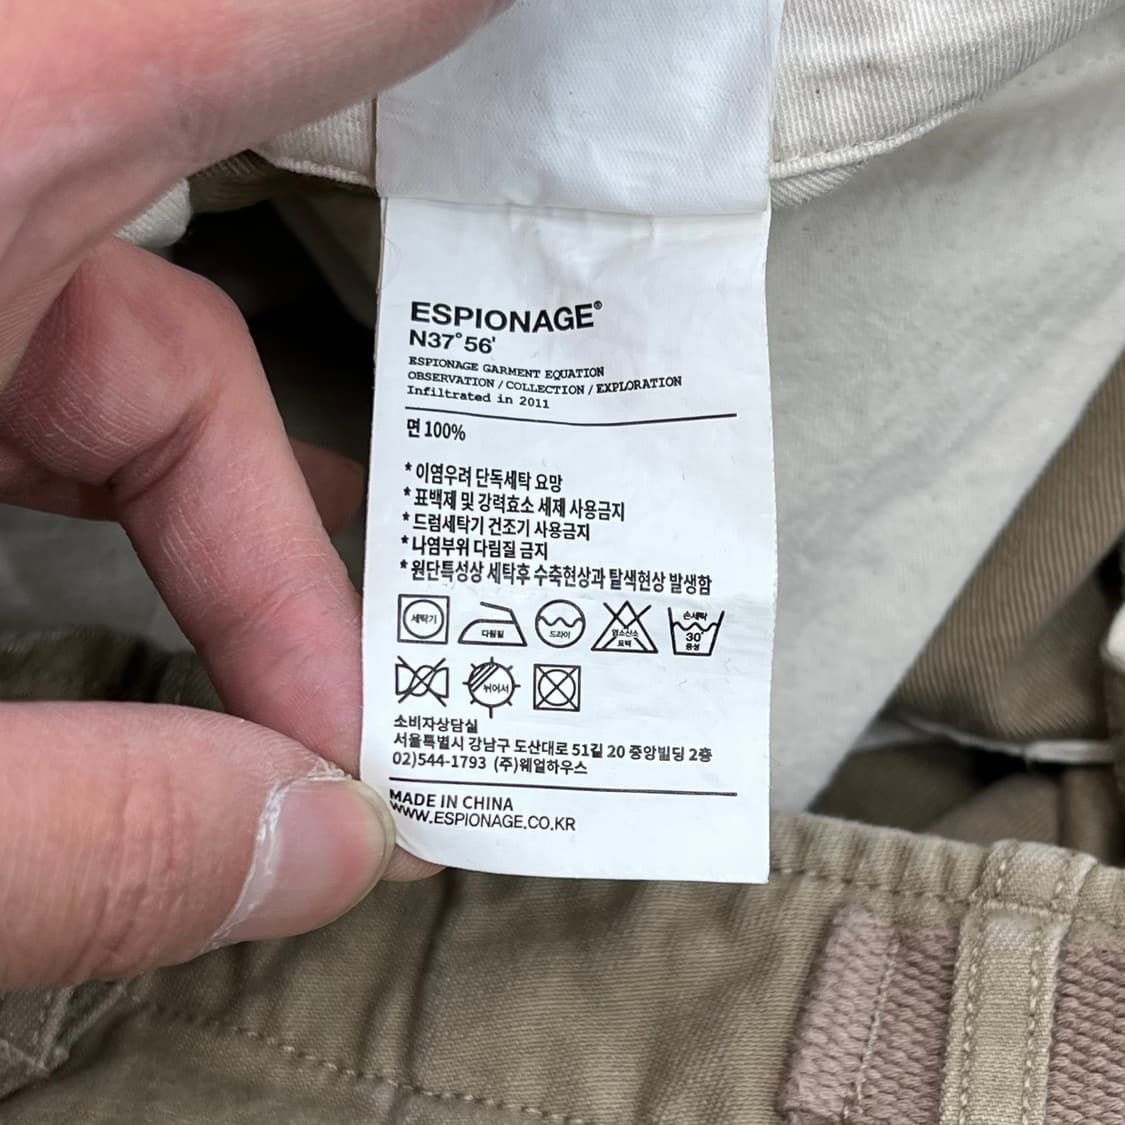 ESPIONAGE®
N37°56'
ESPIONAGE GARMENT EQUATION
OBSERVATION / COLLECTION / EXPLORATION
Infiltrated in 2011
면 100%
* 이염우려 단독세탁 요망
* 표백제 및 강력효소 세제 사용금지
* 드럼세탁기 건조기 사용금지
* 나염부위 다림질 금지
* 원단특성상 세탁후 수축현상과 탈색현상 발생함
세탁기 다림질 드라이 염소산소 표백 손세탁 30° 중성
뉘어서
소비자상담실
서울특별시 강남구 도산대로 51길 20 중앙빌딩 2층
02)544-1793 (주)웨얼하우스
MADE IN CHINA
WWW.ESPIONAGE.CO.KR